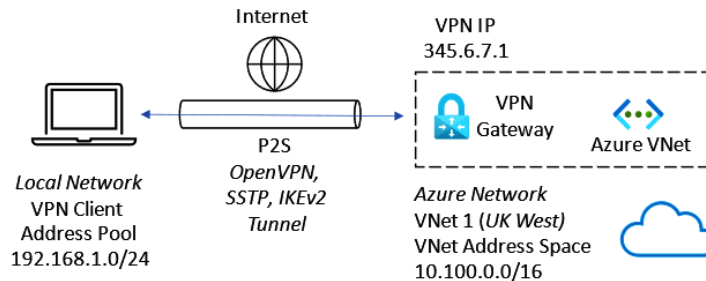 Internet
VPN IP
345.6.7.1
VPN
Gateway
Azure VNet
P2S
OpenVPN,
SSTP, IKEv2
Tunnel
Local Network
VPN Client
Address Pool
192.168.1.0/24
Azure Network
VNet 1 (UK West)
VNet Address Space
10.100.0.0/16